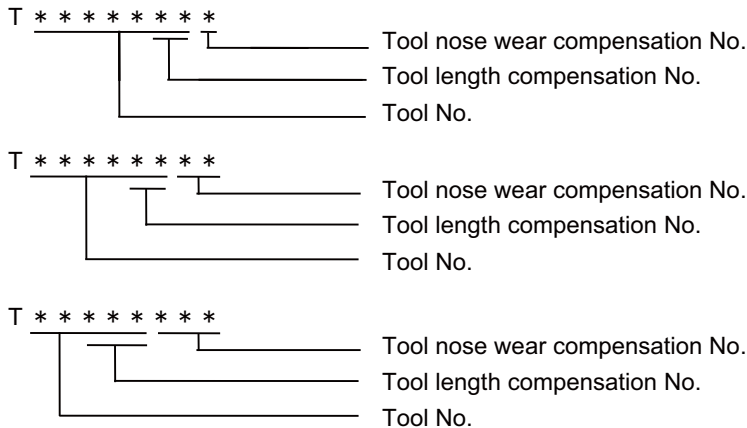 T * * * * * * * *
Tool nose wear compensation No.
Tool length compensation No.
Tool No.
T * * * * * * * *
Tool nose wear compensation No.
Tool length compensation No.
Tool No.
T * * * * * * * *
Tool nose wear compensation No.
Tool length compensation No.
Tool No.